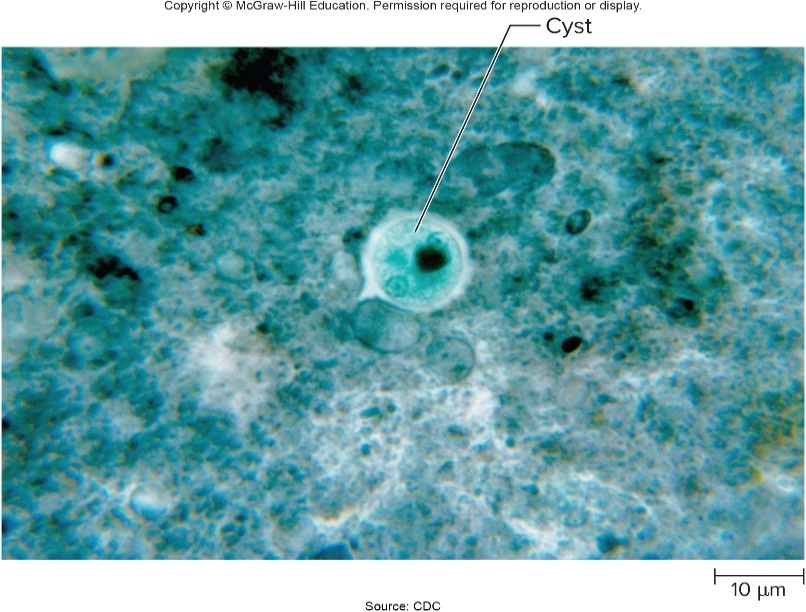 Copyright © McGraw-Hill Education. Permission required for reproduction or display.
Cyst
10 μm
Source: CDC